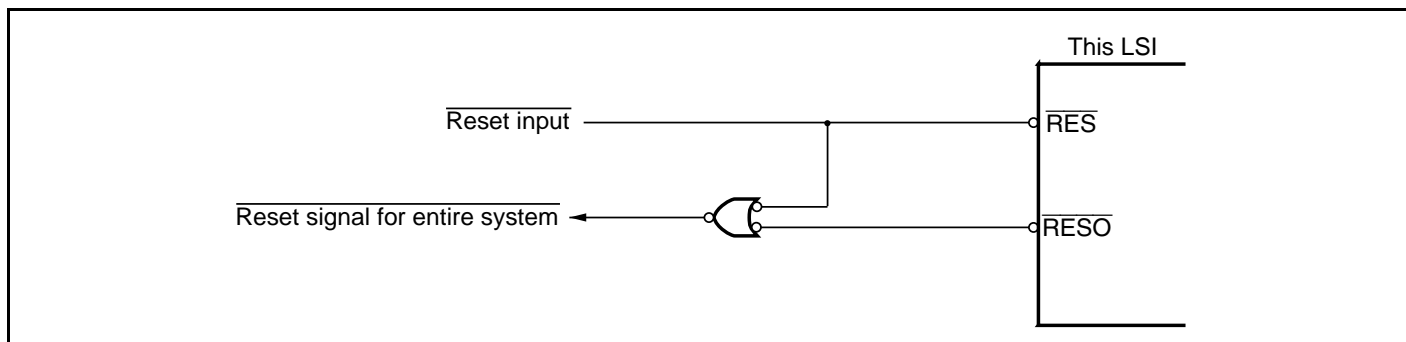 This LSI
Reset input
RES
Reset signal for entire system
RESO